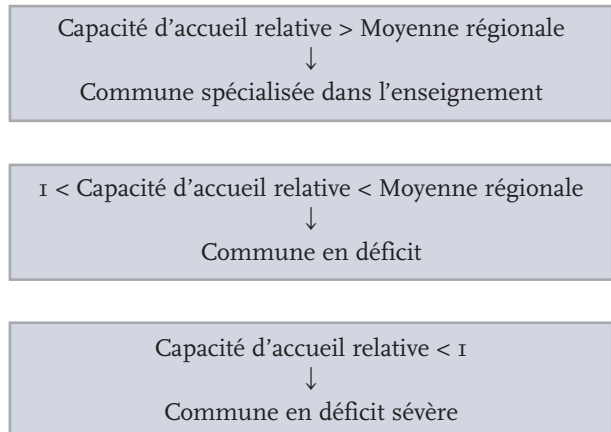 Capacité d'accueil relative > Moyenne régionale
↓
Commune spécialisée dans l'enseignement
1 < Capacité d'accueil relative < Moyenne régionale
↓
Commune en déficit
Capacité d'accueil relative < 1
↓
Commune en déficit sévère